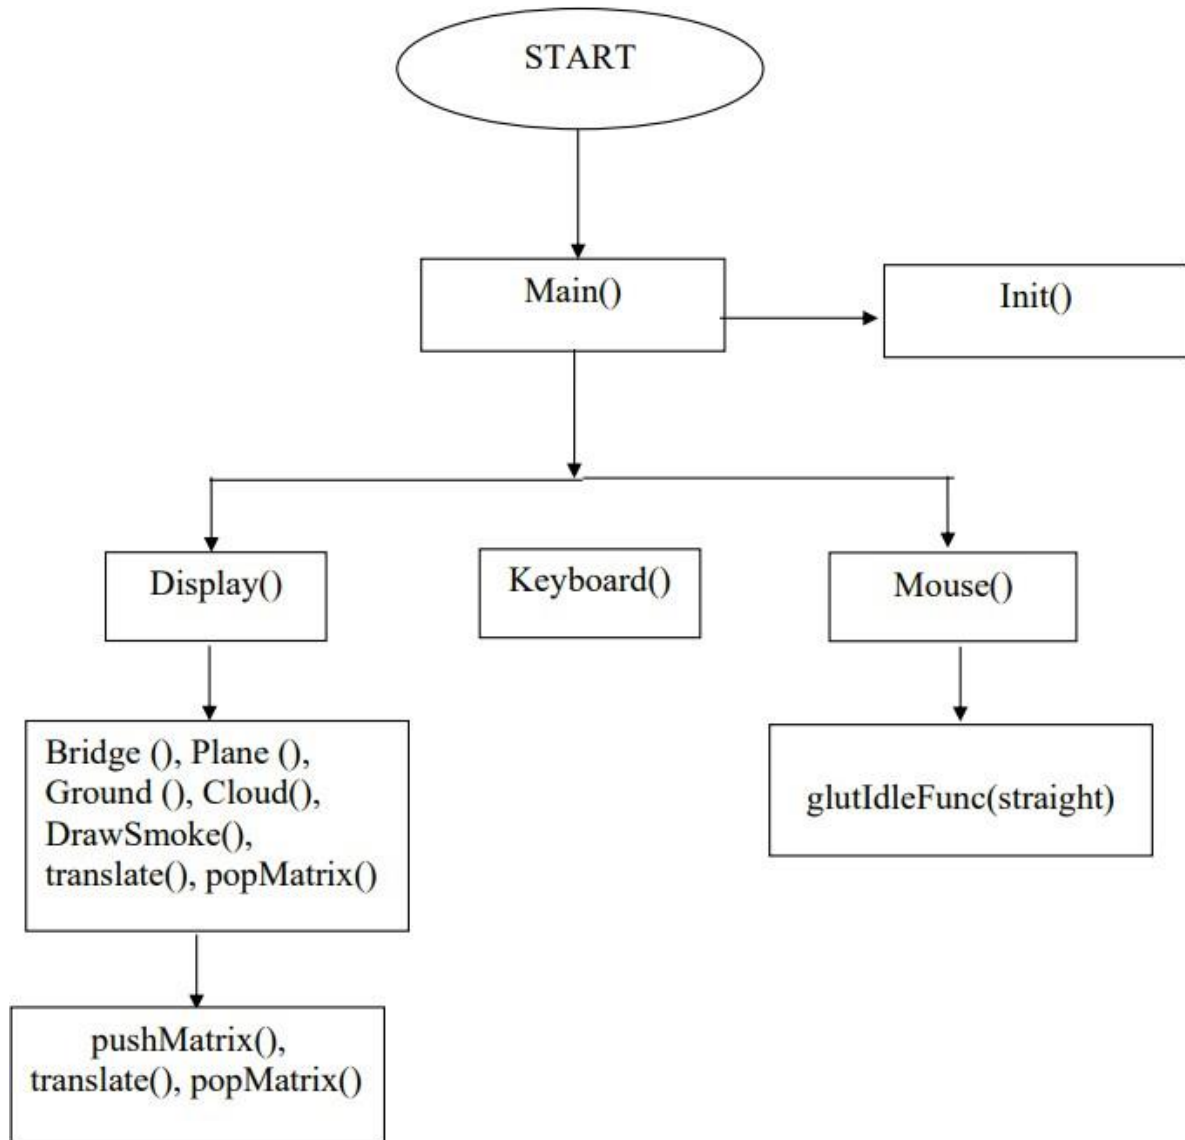 START
Main()
Init()
Display()
Keyboard()
Mouse()
Bridge (), Plane (),
Ground (), Cloud(),
DrawSmoke(),
translate(), popMatrix()
glutIdleFunc(straight)
pushMatrix(),
translate(), popMatrix()